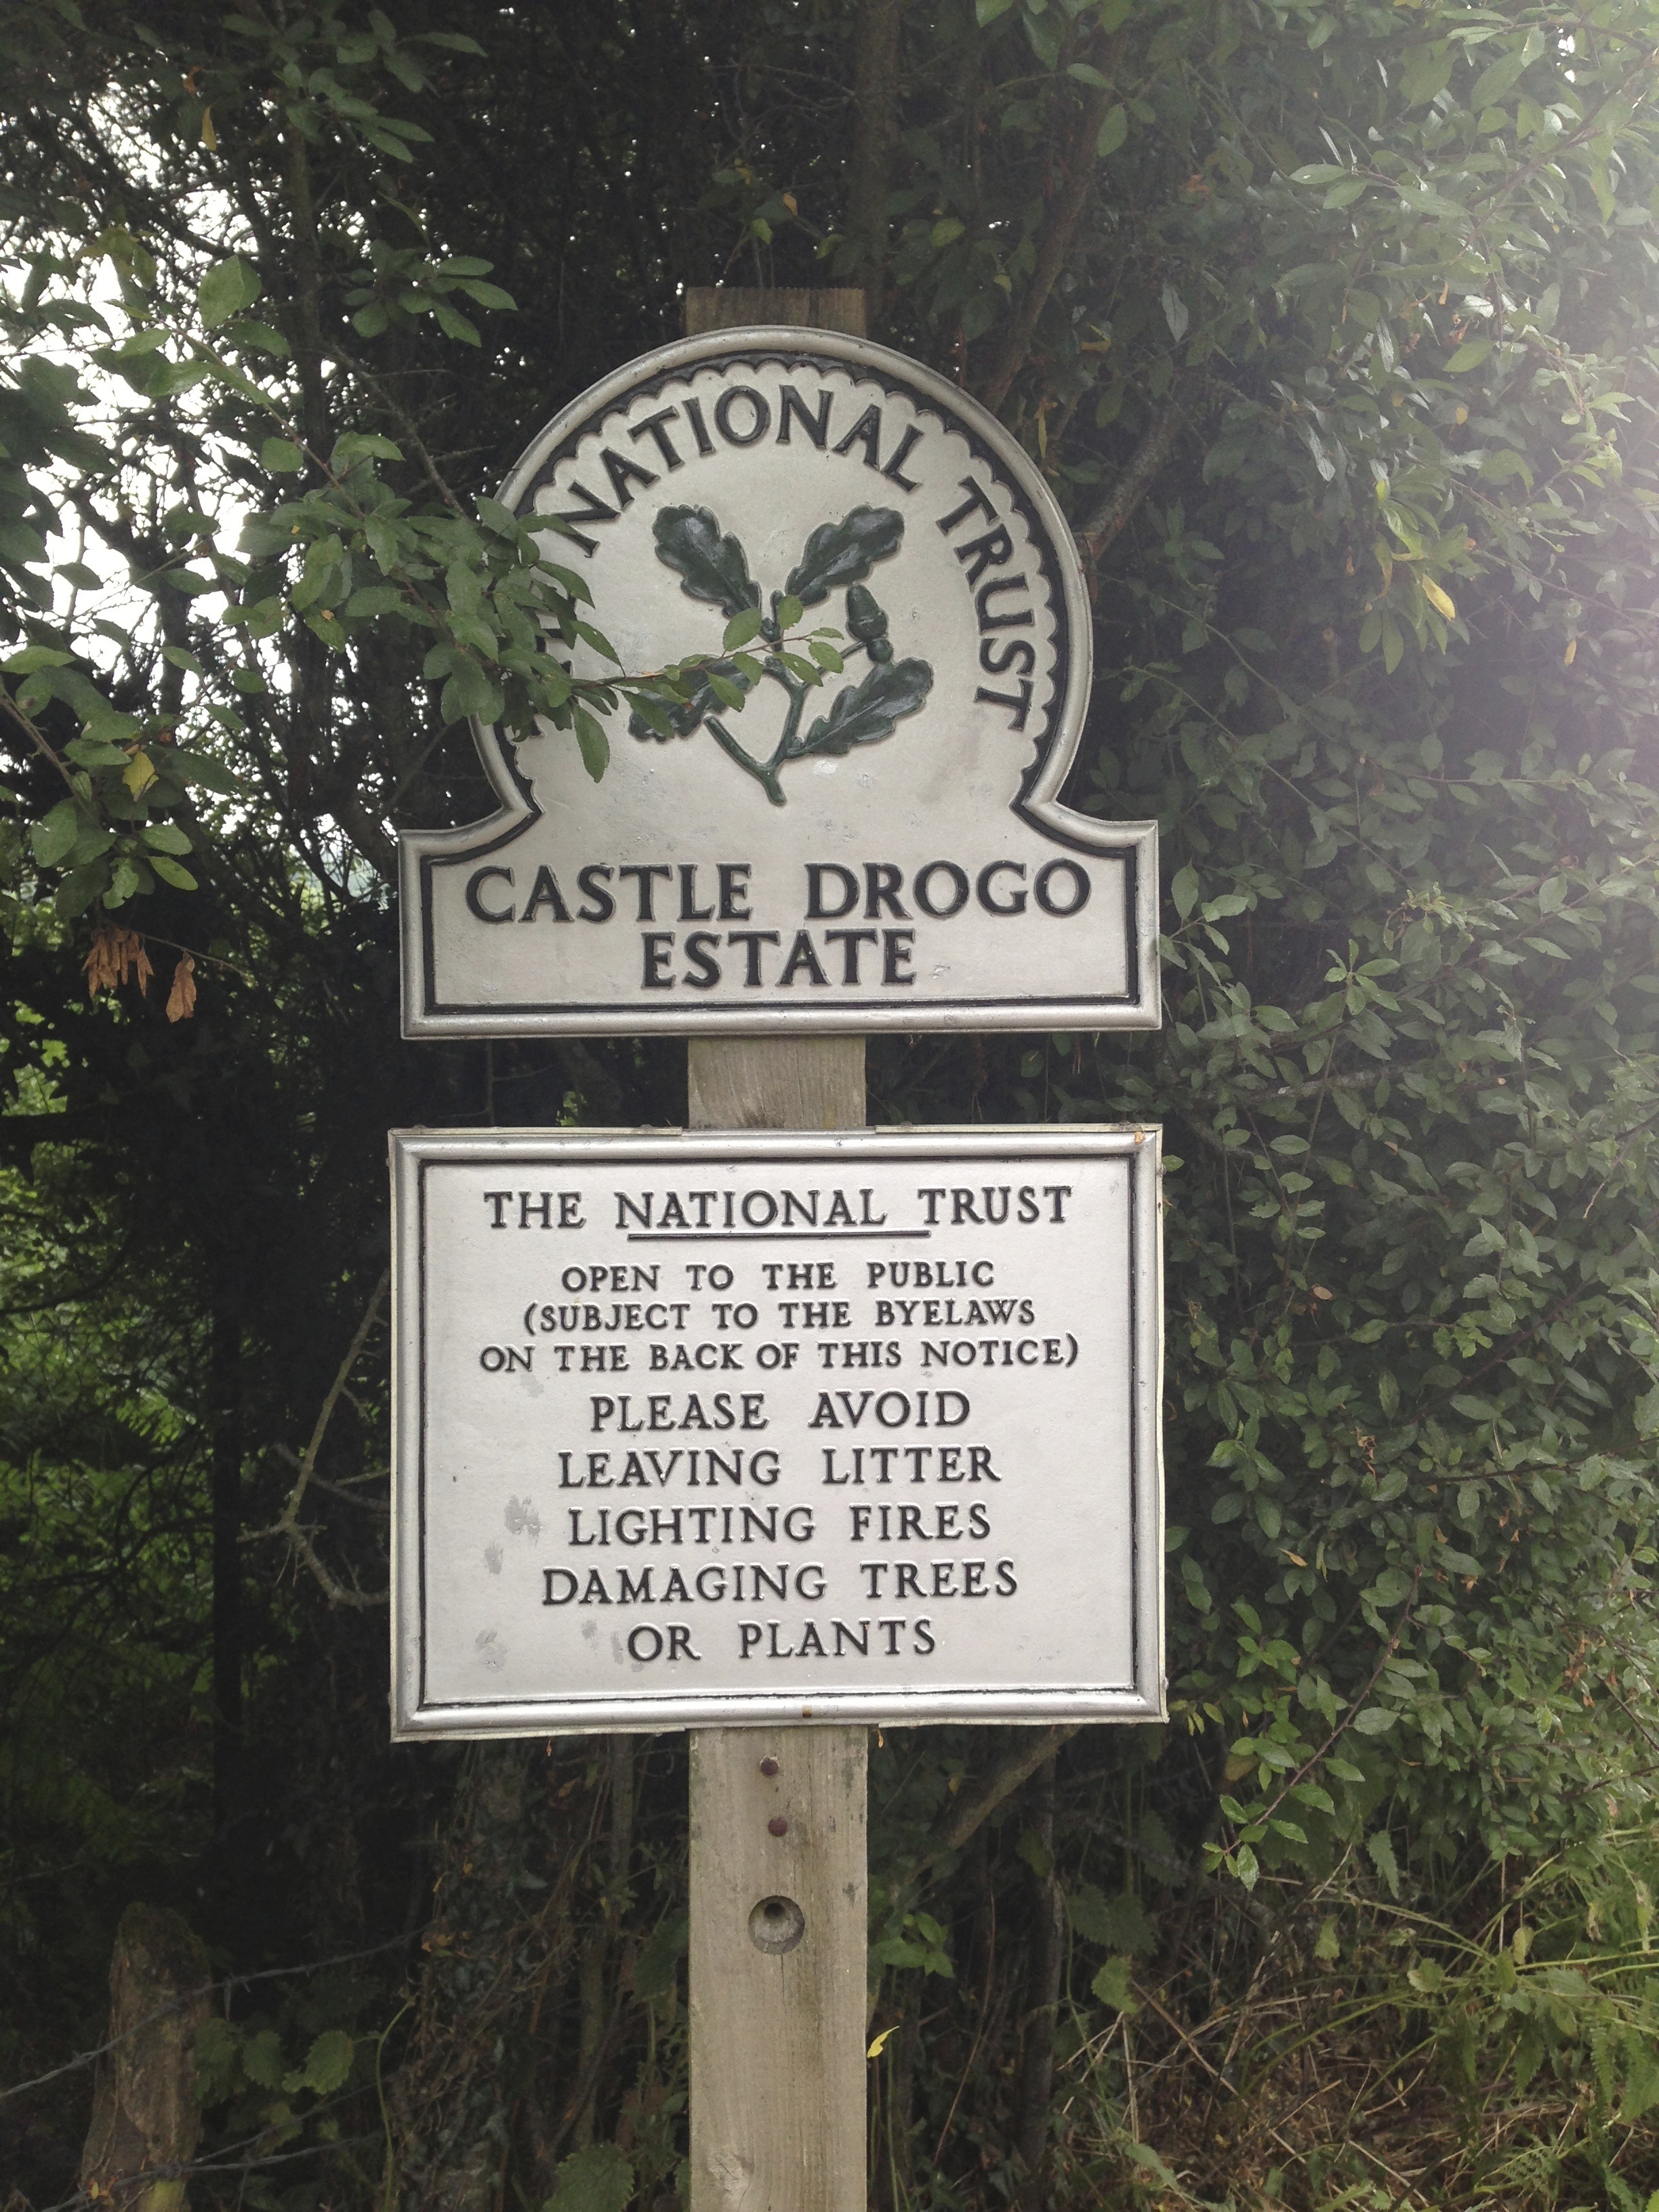 NATIONAL TRUST
CASTLE DROGO
ESTATE
THE NATIONAL TRUST
OPEN TO THE PUBLIC
(SUBJECT TO THE BYELAWS
ON THE BACK OF THIS NOTICE)
PLEASE AVOID
LEAVING LITTER
LIGHTING FIRES
DAMAGING TREES
OR PLANTS